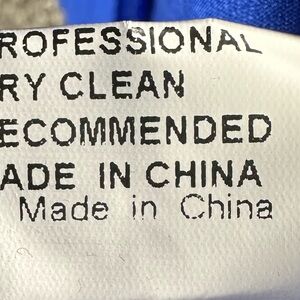 ROFESSIONAL
RY CLEAN
ECOMMENDED
ADE IN CHINA
Made in China